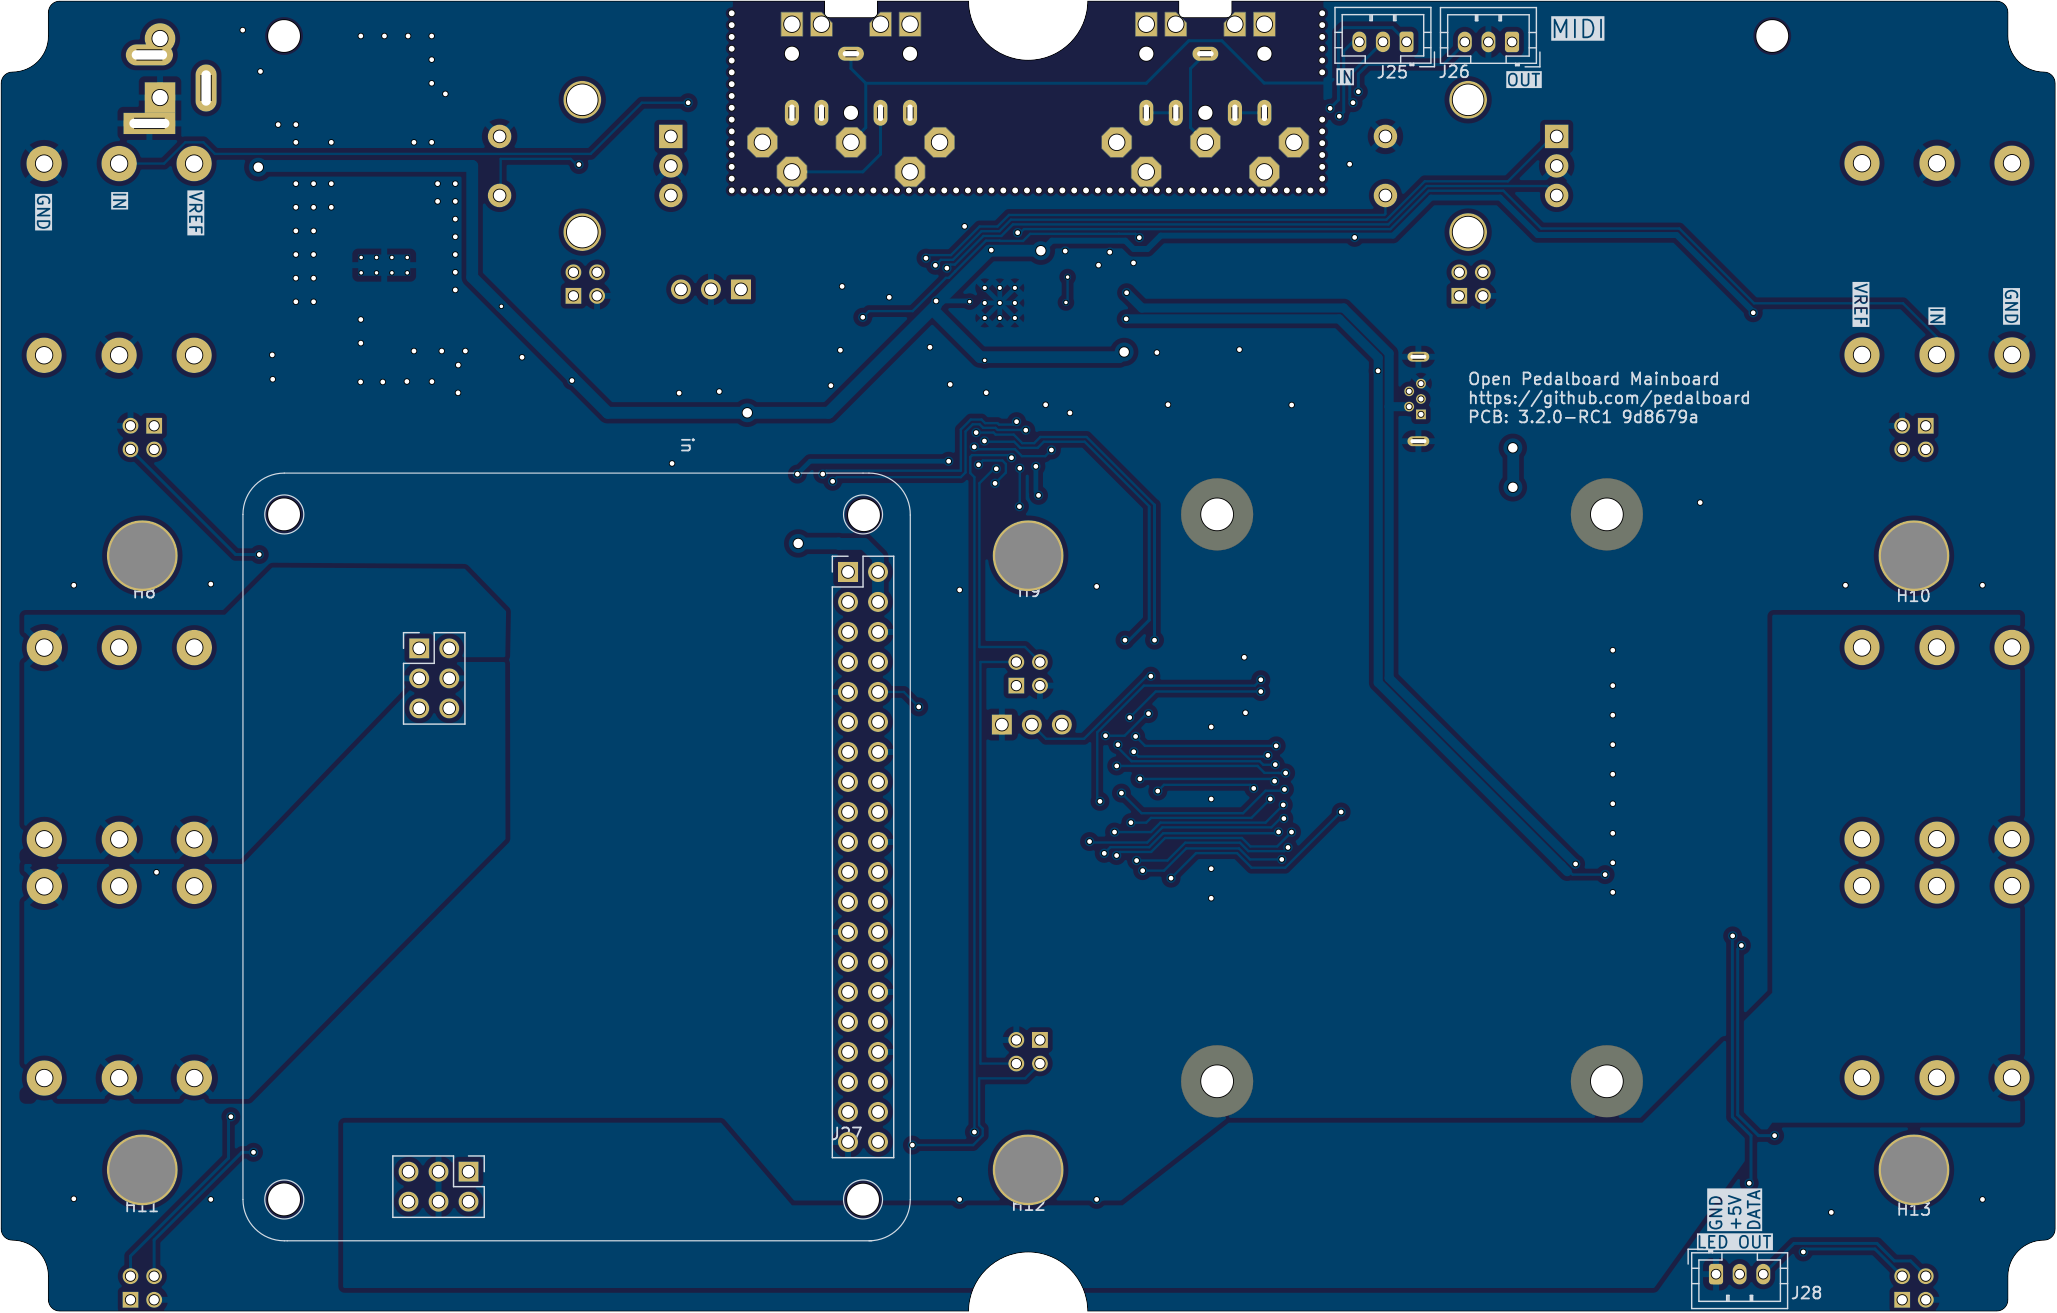 MIDI
IN
J25
J26
OUT
GND
IN
VREF
VREF
IN
GND
Open Pedalboard Mainboard
https://github.com/pedalboard
PCB: 3.2.0-RC1 9d8679a
in
H8
H9
H10
J27
H11
H12
H13
GND
+5V
DATA
LED OUT
J28